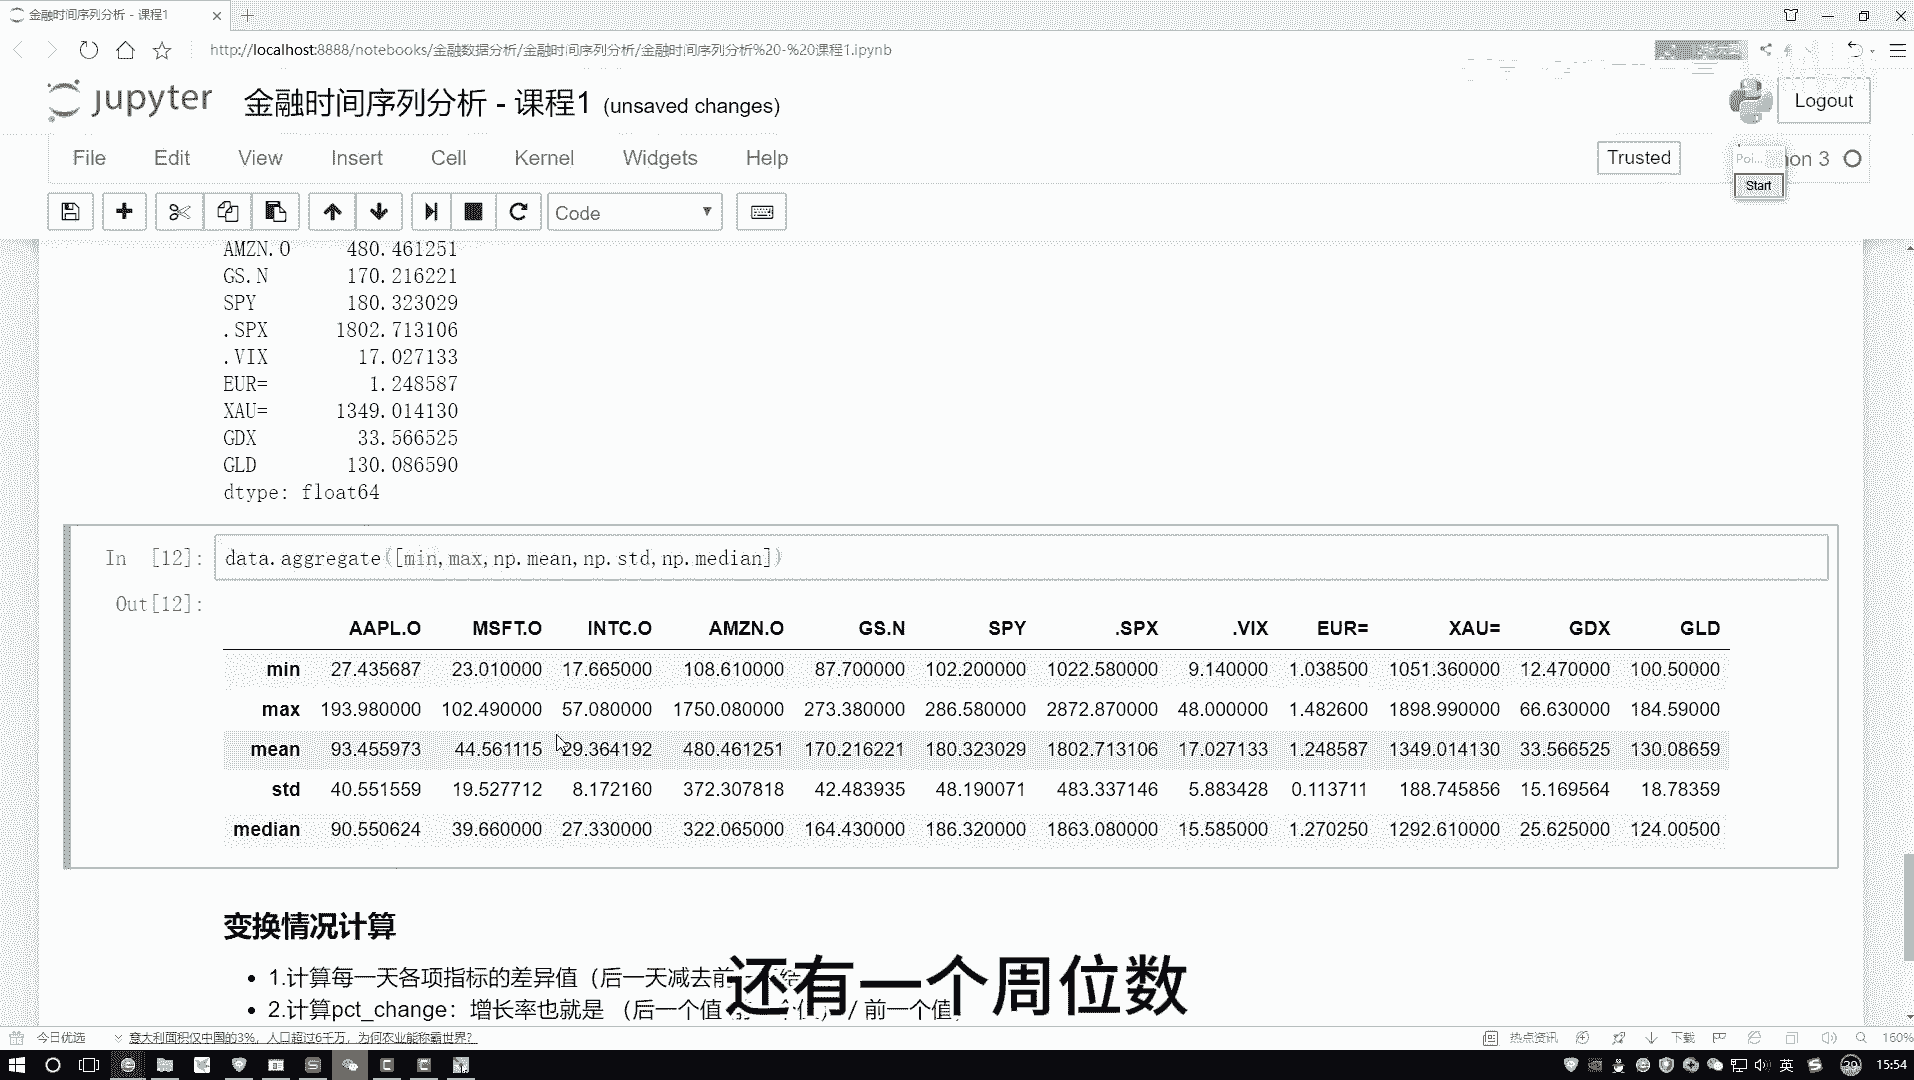 金融时间序列分析 - 课程1
http://localhost:8888/notebooks/金融数据分析/金融时间序列分析/金融时间序列分析%20-%20课程1.ipynb
jupyter 金融时间序列分析 - 课程1 (unsaved changes)
Logout
File Edit View Insert Cell Kernel Widgets Help
Trusted
Poi... on 3
Start
Code
AMZN.O 480.461251
GS.N 170.216221
SPY 180.323029
.SPX 1802.713106
.VIX 17.027133
EUR= 1.248587
XAU= 1349.014130
GDX 33.566525
GLD 130.086590
dtype: float64
In [12]: data.aggregate([min,max,np.mean,np.std,np.median])
Out[12]:
AAPL.O MSFT.O INTC.O AMZN.O GS.N SPY .SPX .VIX EUR= XAU= GDX GLD
min 27.435687 23.010000 17.665000 108.610000 87.700000 102.200000 1022.580000 9.140000 1.038500 1051.360000 12.470000 100.50000
max 193.980000 102.490000 57.080000 1750.080000 273.380000 286.580000 2872.870000 48.000000 1.482600 1898.990000 66.630000 184.59000
mean 93.455973 44.561115 29.364192 480.461251 170.216221 180.323029 1802.713106 17.027133 1.248587 1349.014130 33.566525 130.08659
std 40.551559 19.527712 8.172160 372.307818 42.483935 48.190071 483.337146 5.883428 0.113711 188.745856 15.169564 18.78359
median 90.550624 39.660000 27.330000 322.065000 164.430000 186.320000 1863.080000 15.585000 1.270250 1292.610000 25.625000 124.00500
变换情况计算
1.计算每一天各项指标的差异值（后一天减去前
2.计算pct_change：增长率也就是 （后一个值 / 前一个值
还有一个周位数
今日优选 意大利面积仅中国的3%，人口超过6千万，为何农业能称霸世界？
热点资讯 下载 160%
英 39 15:54